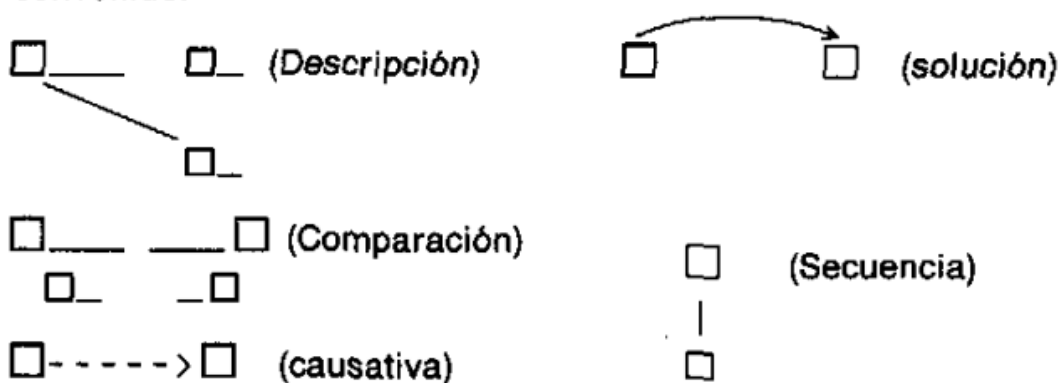 (Descripción)
(solución)
(Comparación)
(Secuencia)
(causativa)